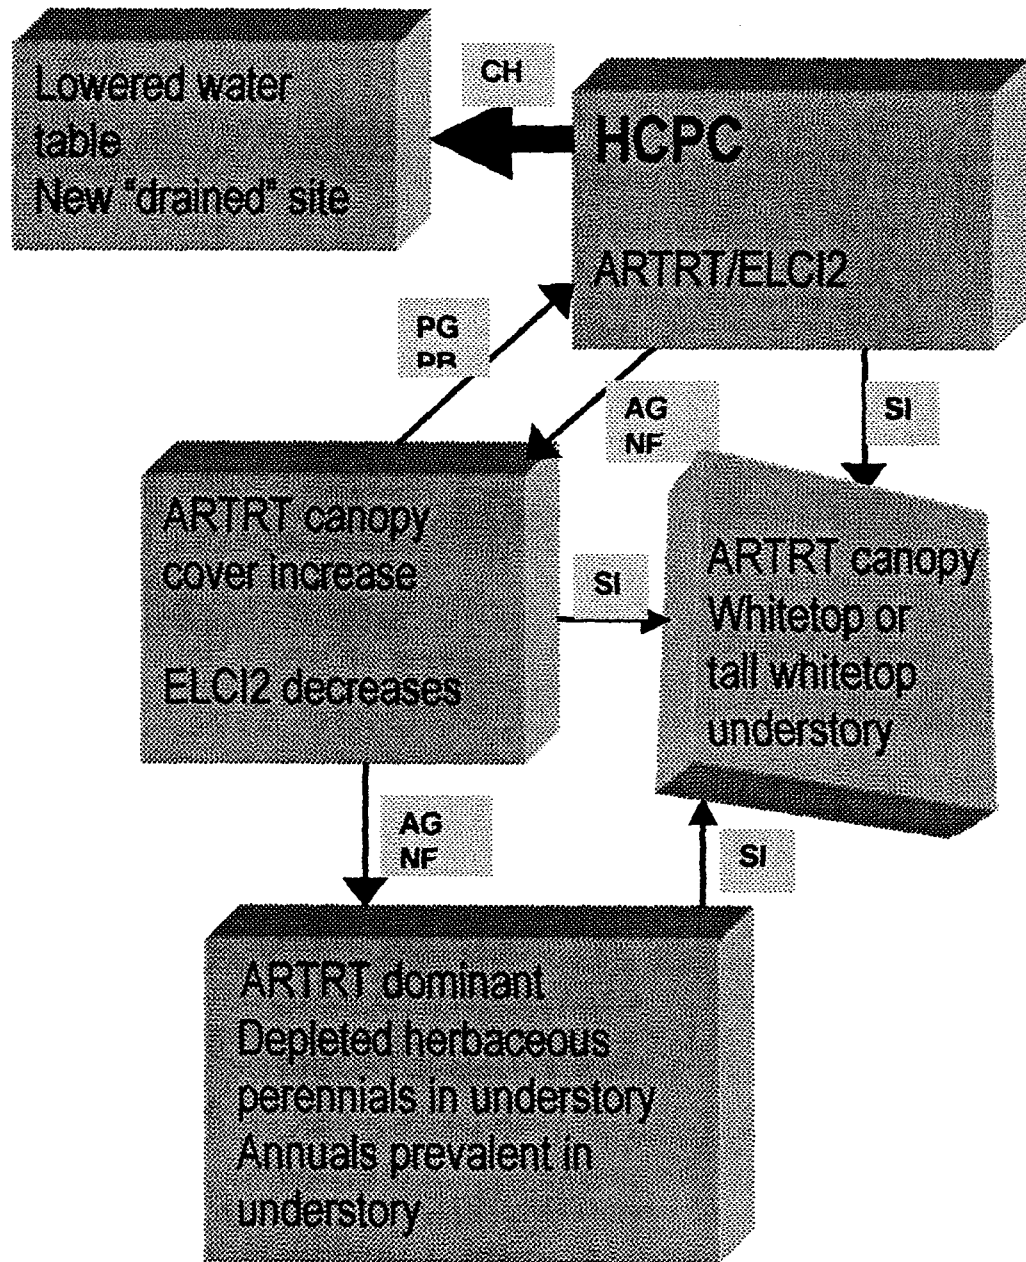 Lowered water
table
New "drained" site
CH
HCPC
ARTRT/ELCI2
PG
PB
AG
NF
SI
ARTRT canopy
cover increase
ELCI2 decreases
SI
ARTRT canopy
Whitetop or
tall whitetop
understory
AG
NF
SI
ARTRT dominant
Depleted herbaceous
perennials in understory
Annuals prevalent in
understory